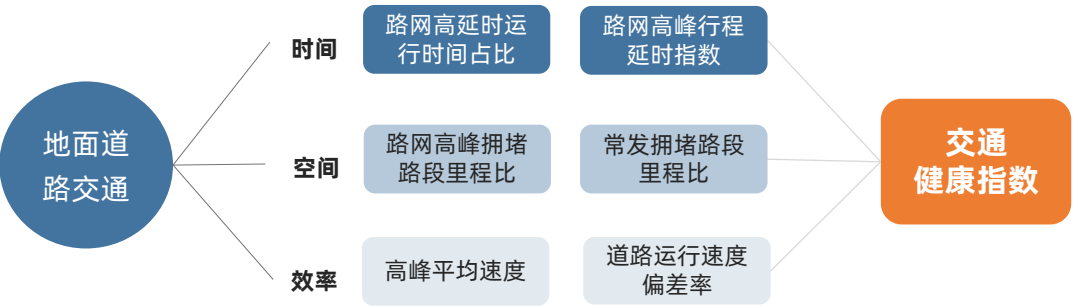 地面道
路交通
时间
路网高延时运
行时间占比
路网高峰行程
延时指数
空间
路网高峰拥堵
路段里程比
常发拥堵路段
里程比
效率
高峰平均速度
道路运行速度
偏差率
交通
健康指数